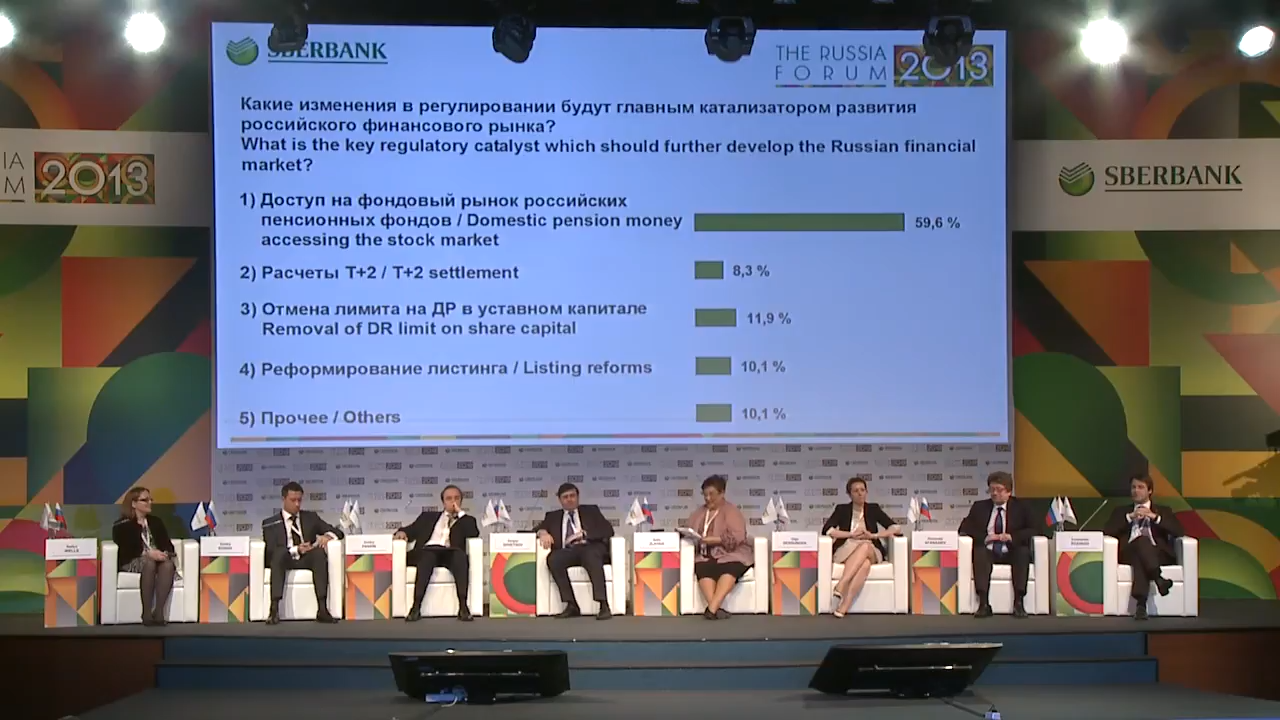 SBERBANK
THE RUSSIA
FORUM 2013
Какие изменения в регулировании будут главным катализатором развития
российского финансового рынка?
What is the key regulatory catalyst which should further develop the Russian financial
market?
1) Доступ на фондовый рынок российских
пенсионных фондов / Domestic pension money
accessing the stock market
59,6 %
2) Расчеты T+2 / T+2 settlement
8,3 %
3) Отмена лимита на ДР в уставном капитале
Removal of DR limit on share capital
11,9 %
4) Реформирование листинга / Listing reforms
10,1 %
5) Прочее / Others
10,1 %
IA
M 2013
SBERBANK
WELLS